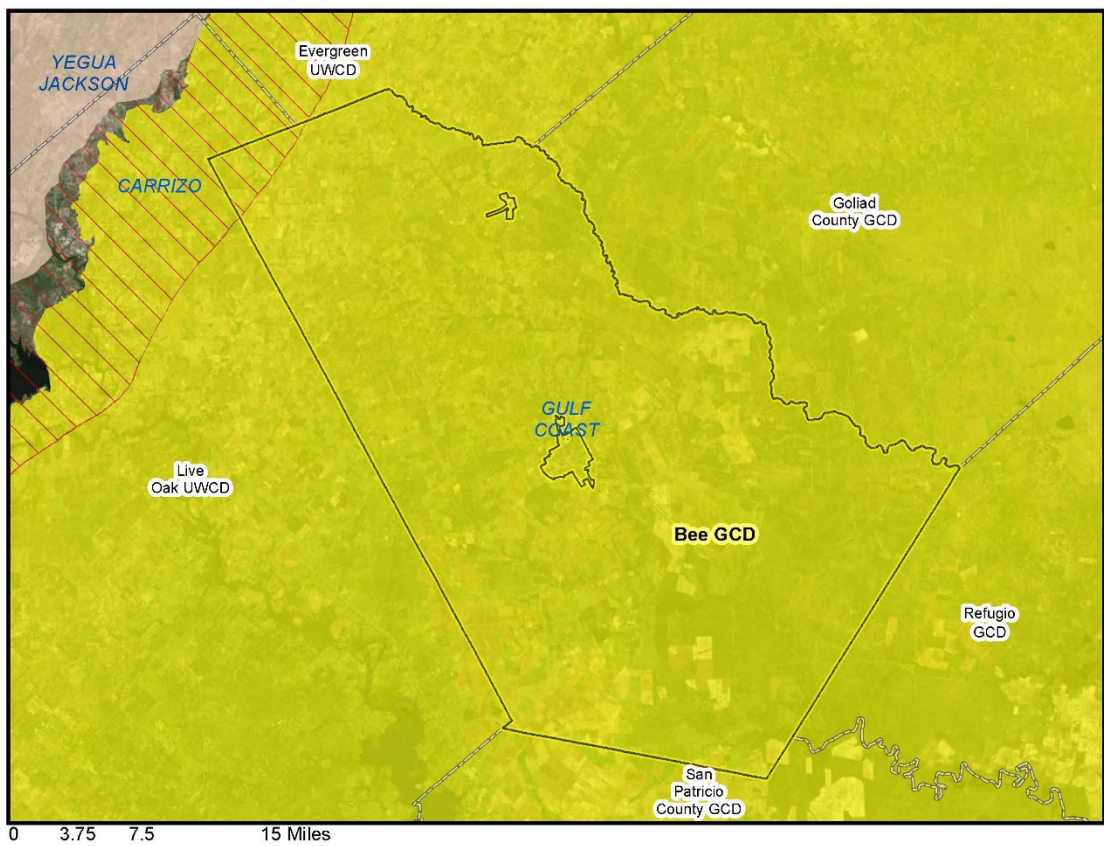 YEGUA
JACKSON
Evergreen
UWCD
CARRIZO
Goliad
County GCD
GULF
COAST
Live
Oak UWCD
Bee GCD
Refugio
GCD
San
Patricio
County GCD
0 3.75 7.5 15 Miles